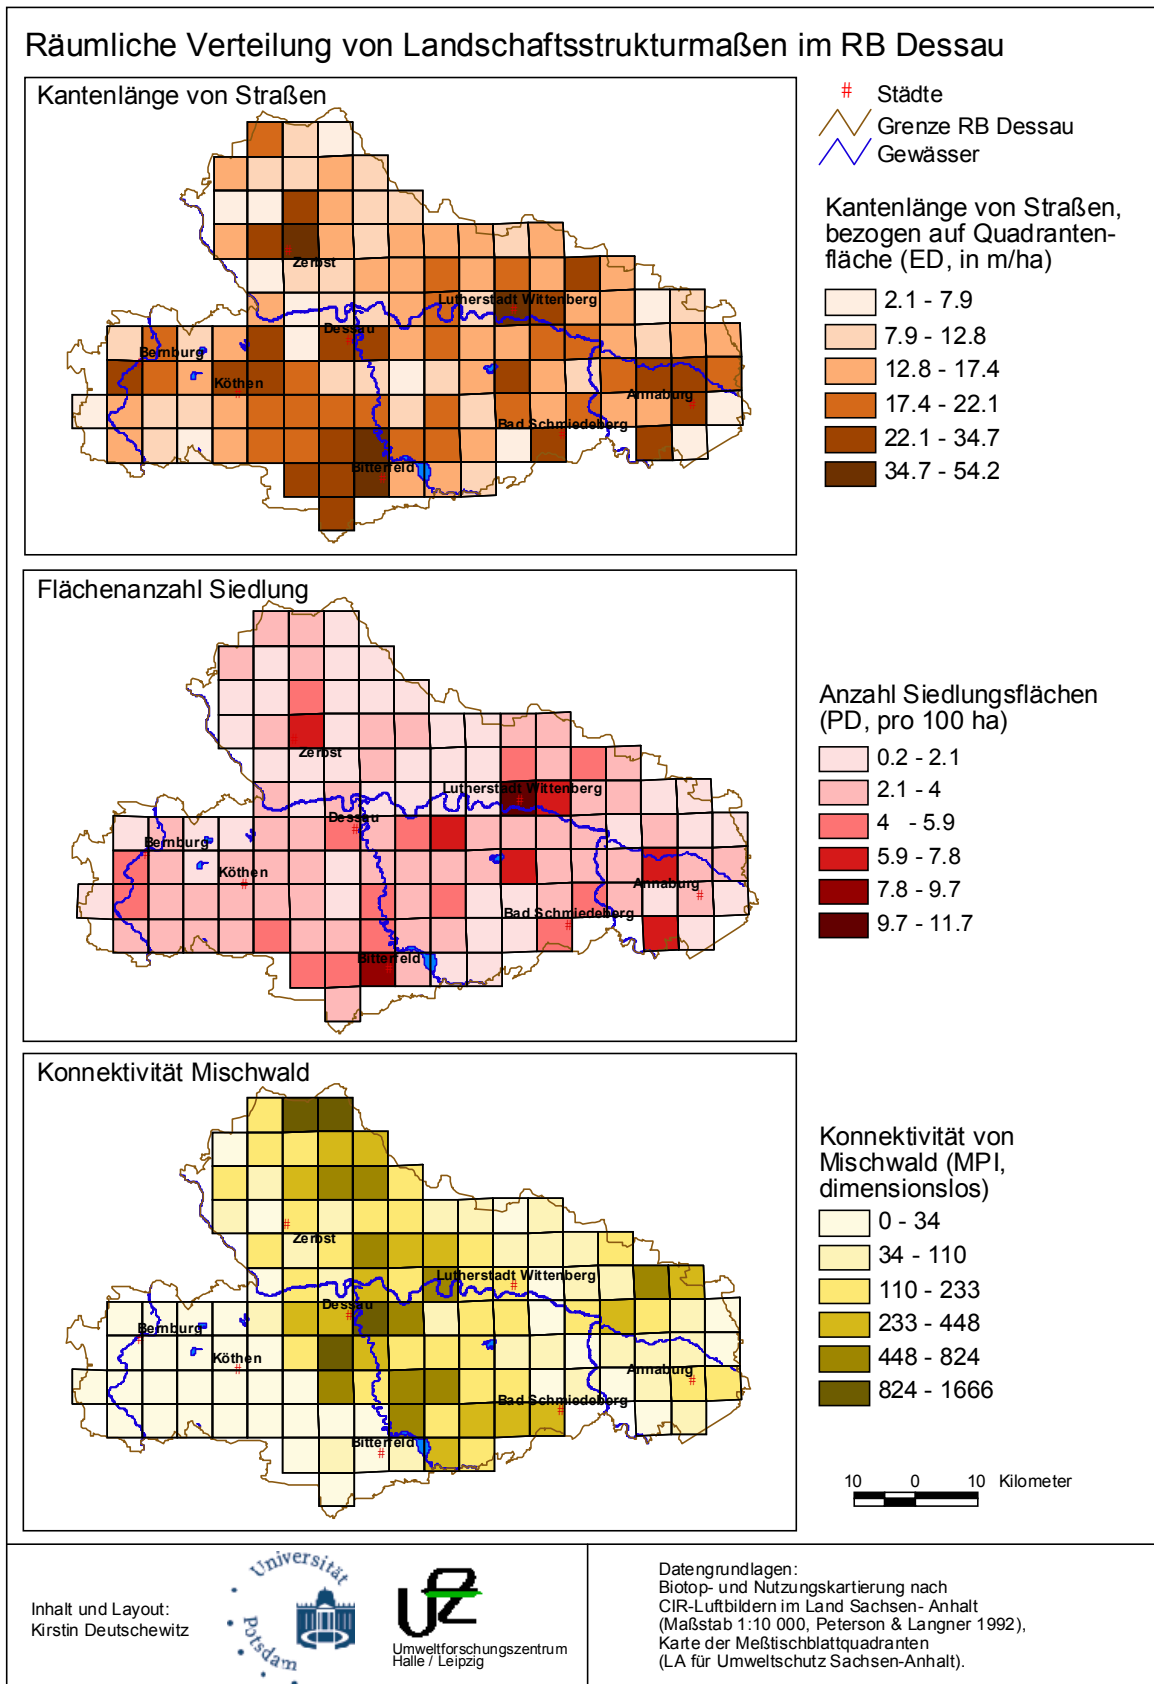 Räumliche Verteilung von Landschaftsstrukturmaßen im RB Dessau
Kantenlänge von Straßen
Zerbst
Lutherstadt Wittenberg
Dessau
Bernburg
Köthen
Annaburg
Bad Schmiedeberg
Bitterfeld
# Städte
Grenze RB Dessau
Gewässer
Kantenlänge von Straßen,
bezogen auf Quadranten-
fläche (ED, in m/ha)
2.1 - 7.9
7.9 - 12.8
12.8 - 17.4
17.4 - 22.1
22.1 - 34.7
34.7 - 54.2
Flächenanzahl Siedlung
Zerbst
Lutherstadt Wittenberg
Dessau
Bernburg
Köthen
Annaburg
Bad Schmiedeberg
Bitterfeld
Anzahl Siedlungsflächen
(PD, pro 100 ha)
0.2 - 2.1
2.1 - 4
4 - 5.9
5.9 - 7.8
7.8 - 9.7
9.7 - 11.7
Konnektivität Mischwald
Zerbst
Lutherstadt Wittenberg
Dessau
Bernburg
Köthen
Annaburg
Bad Schmiedeberg
Bitterfeld
Konnektivität von
Mischwald (MPI,
dimensionslos)
0 - 34
34 - 110
110 - 233
233 - 448
448 - 824
824 - 1666
10 0 10 Kilometer
Inhalt und Layout:
Kirstin Deutschewitz
Universität
Potsdam
UFZ
Umweltforschungszentrum
Halle / Leipzig
Datengrundlagen:
Biotop- und Nutzungskartierung nach
CIR-Luftbildern im Land Sachsen- Anhalt
(Maßstab 1:10 000, Peterson & Langner 1992),
Karte der Meßtischblattquadranten
(LA für Umweltschutz Sachsen-Anhalt).